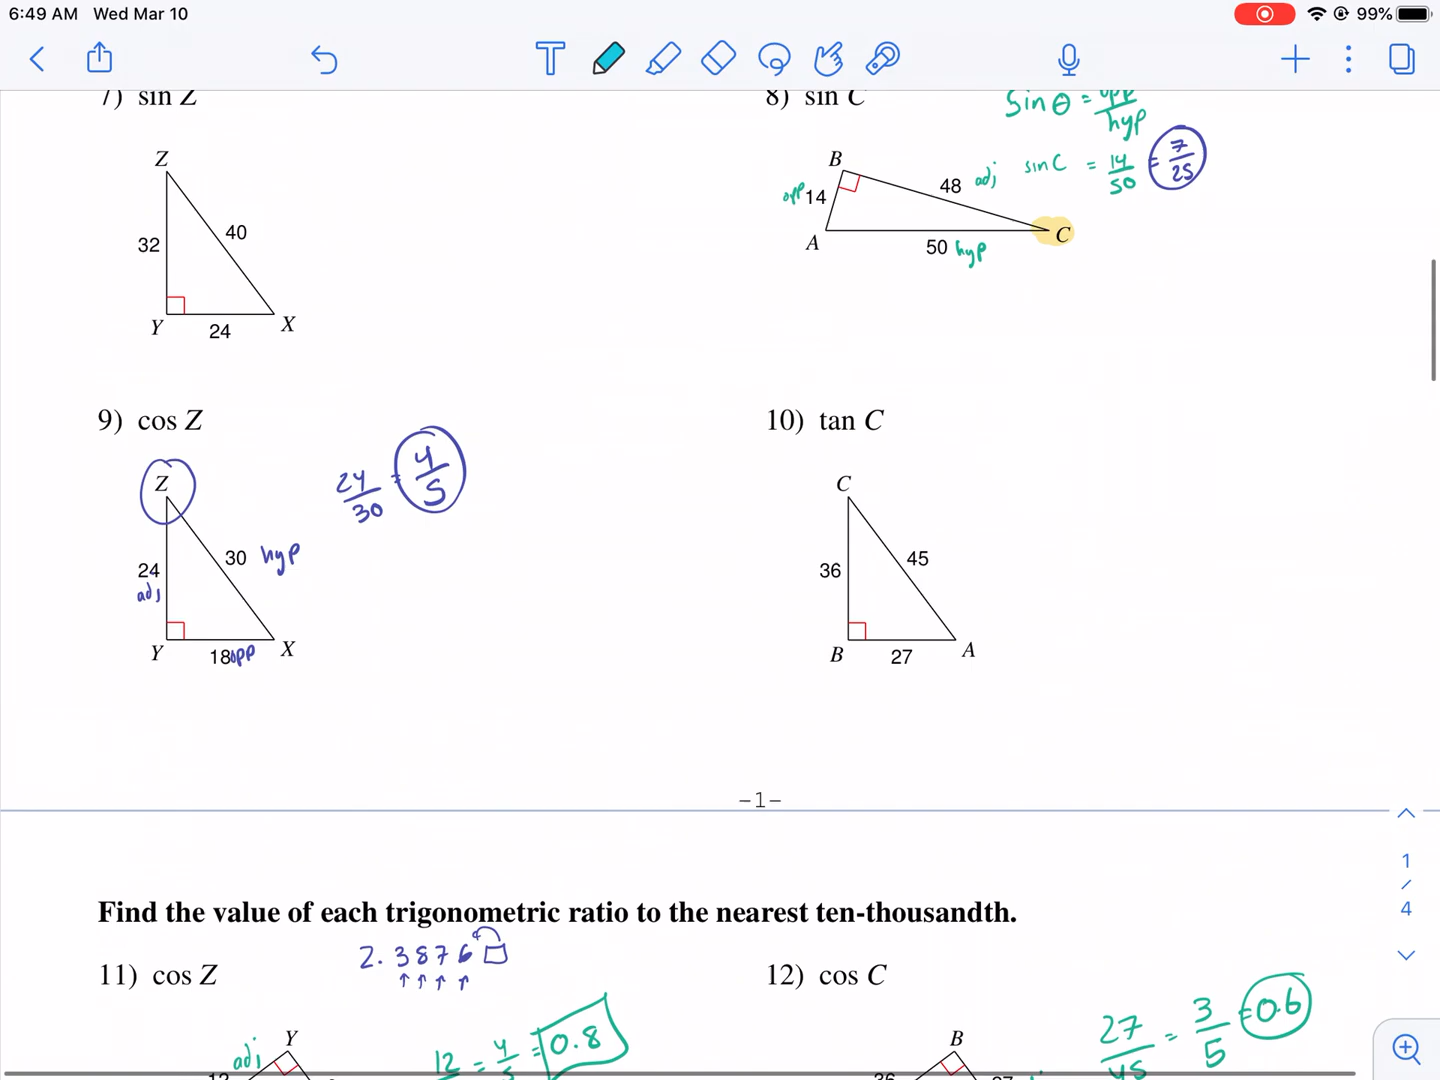 6:49 AM Wed Mar 10
99%
7) sin Z
Z
32
40
Y
24
X
8) sin C
Sin θ = opp/hyp
sin C = 14/50 = 7/25
B
opp 14
48 adj
A
50 hyp
C
9) cos Z
24/30 = 4/5
Z
24
adj
30 hyp
Y
18 opp
X
10) tan C
C
36
45
B
27
A
-1-
1
/
4
Find the value of each trigonometric ratio to the nearest ten-thousandth.
2.3876
11) cos Z
adj
Y
12
12 = 4/5 = 0.8
12) cos C
B
36
27
27/45 = 3/5 = 0.6